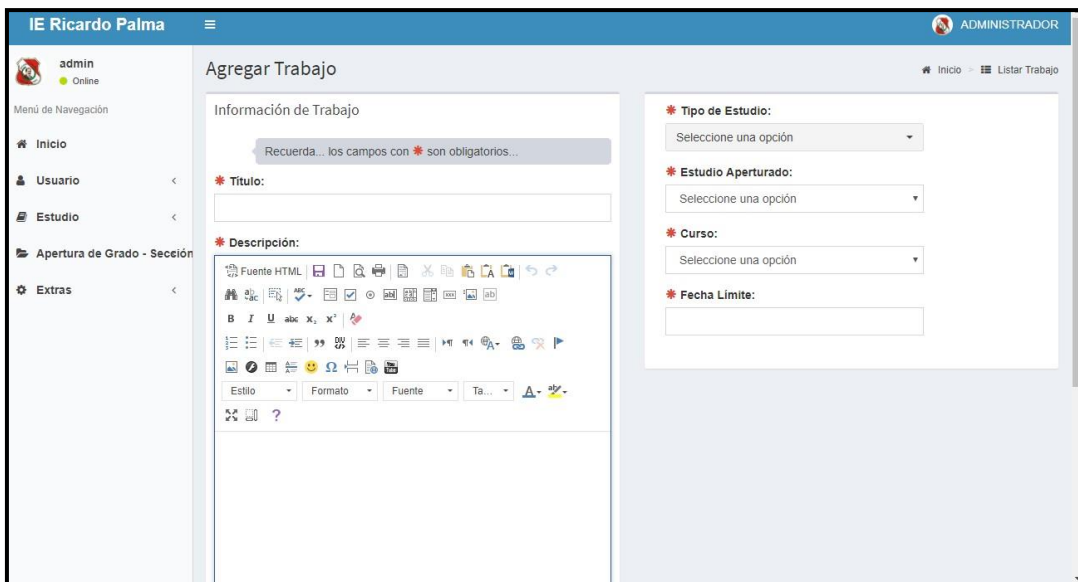 IE Ricardo Palma
ADMINISTRADOR
admin
Online
Menú de Navegación
Inicio
Usuario
Estudio
Apertura de Grado - Sección
Extras
Agregar Trabajo
Inicio > Listar Trabajo
Información de Trabajo
Recuerda... los campos con * son obligatorios...
* Título:
* Descripción:
Fuente HTML
B I U abc x₂ x²
Estilo Formato Fuente Ta... A
* Tipo de Estudio:
Seleccione una opción
* Estudio Aperturado:
Seleccione una opción
* Curso:
Seleccione una opción
* Fecha Límite: